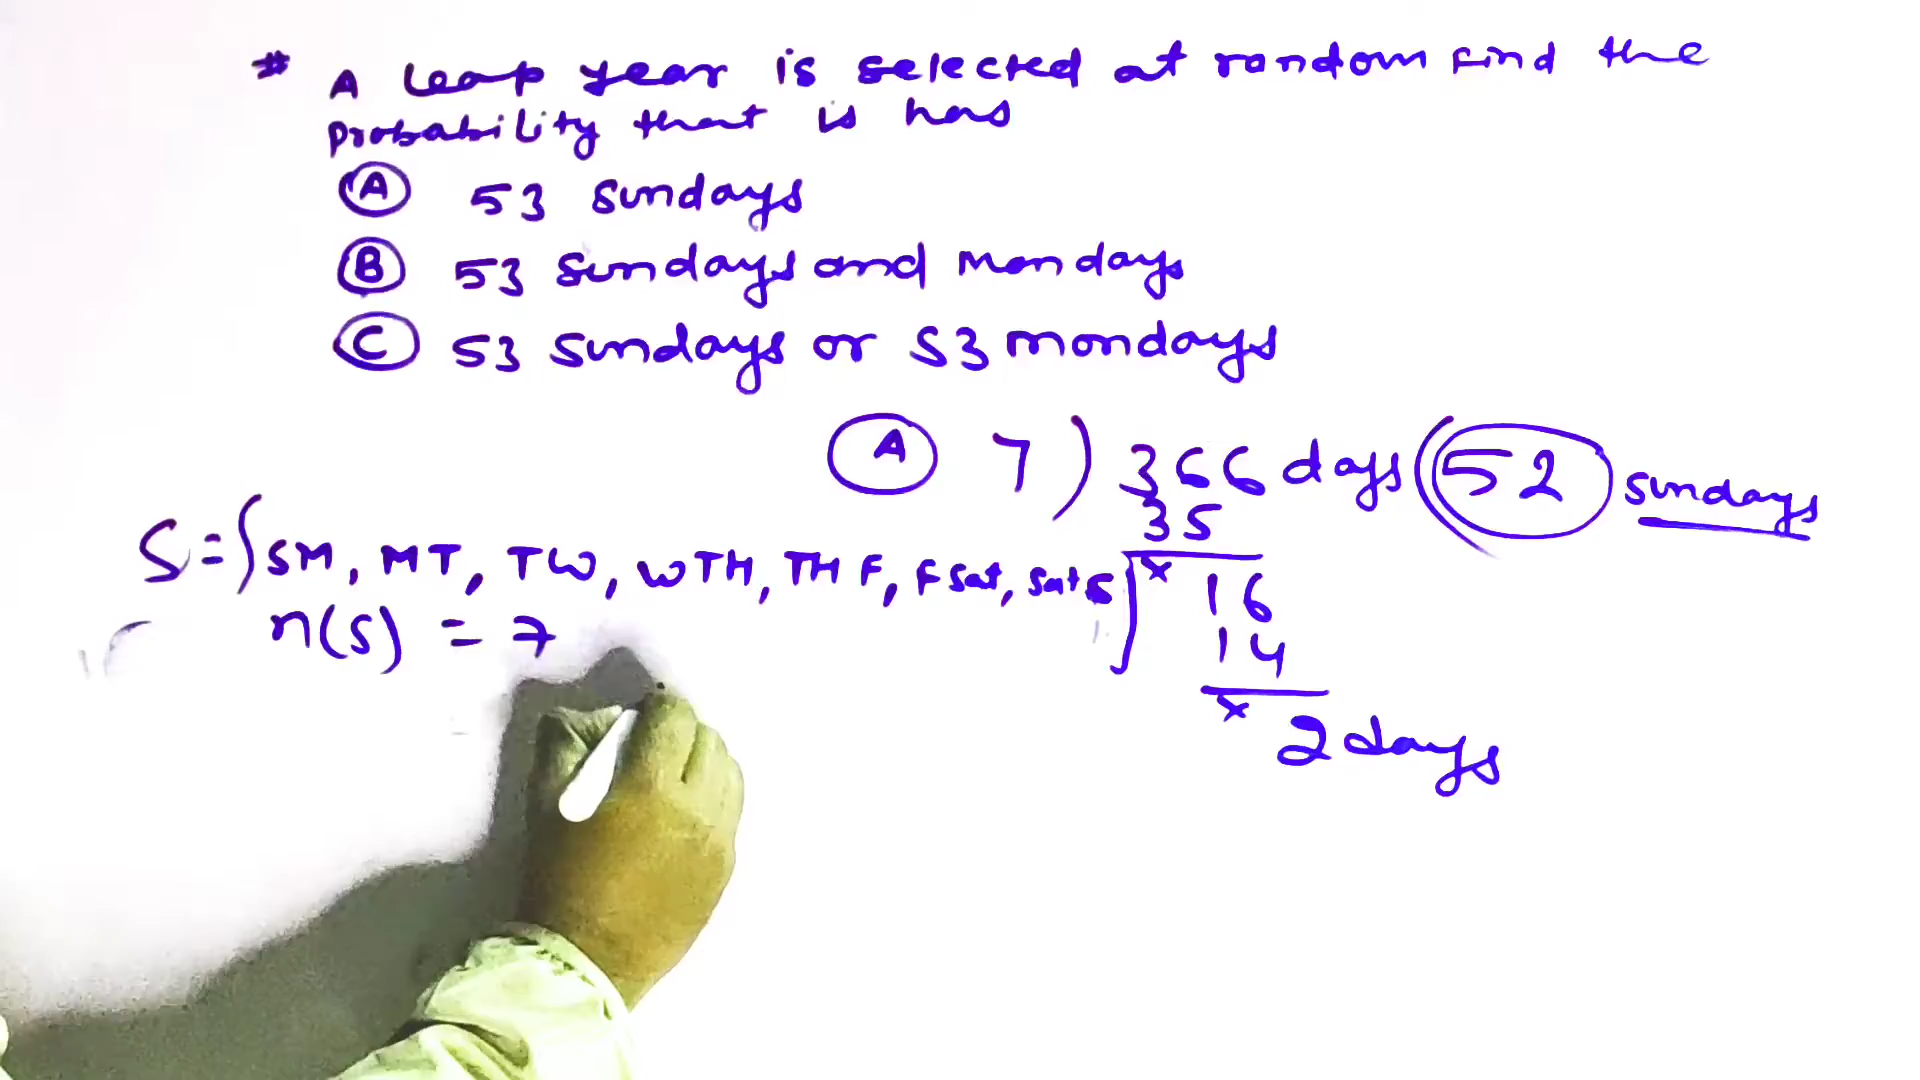 # A leap year is selected at random find the
probability that is has
A 53 sundays
B 53 sundays and mondays
C 53 sundays or 53 mondays
A 7 ) 366 days ( 52 sundays
35
S = { SM, MT, TW, WTH, THF, F Sat, Sat S }
x 16
n(S) = 7
14
x 2 days